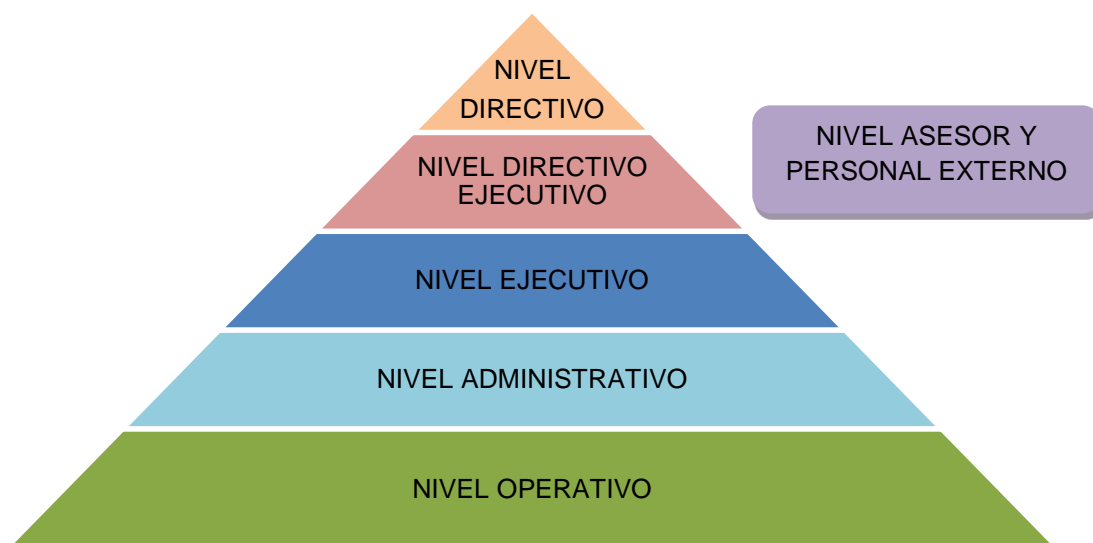 NIVEL
DIRECTIVO
NIVEL ASESOR Y
PERSONAL EXTERNO
NIVEL DIRECTIVO
EJECUTIVO
NIVEL EJECUTIVO
NIVEL ADMINISTRATIVO
NIVEL OPERATIVO